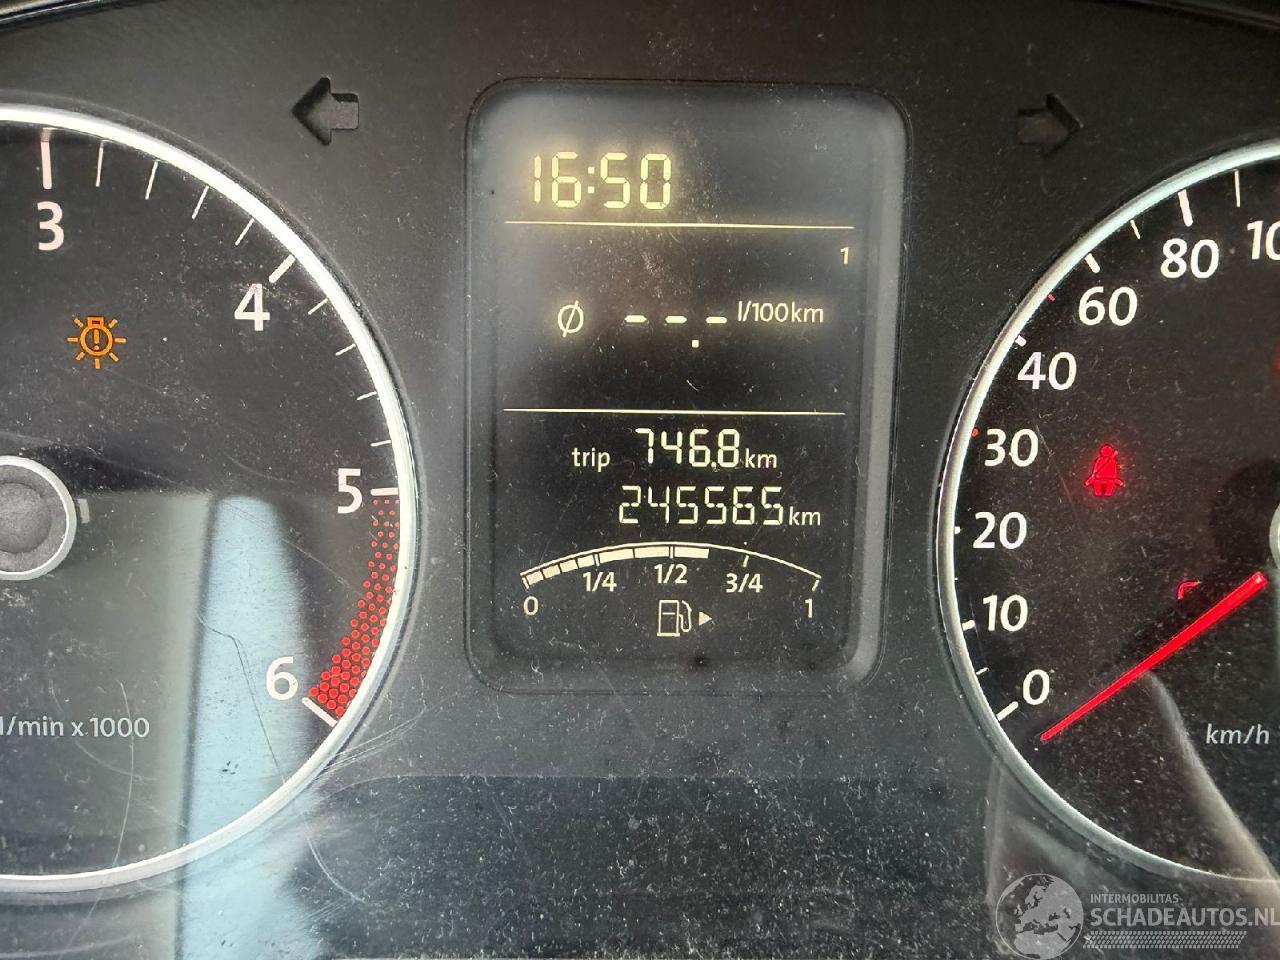 16:50
1
Ø ---.- l/100km
trip 746.8 km
245565 km
0 1/4 1/2 3/4 1
3
4
5
6
/min x 1000
0
10
20
30
40
60
80
km/h
INTERMOBILITAS
SCHADEAUTOS.NL